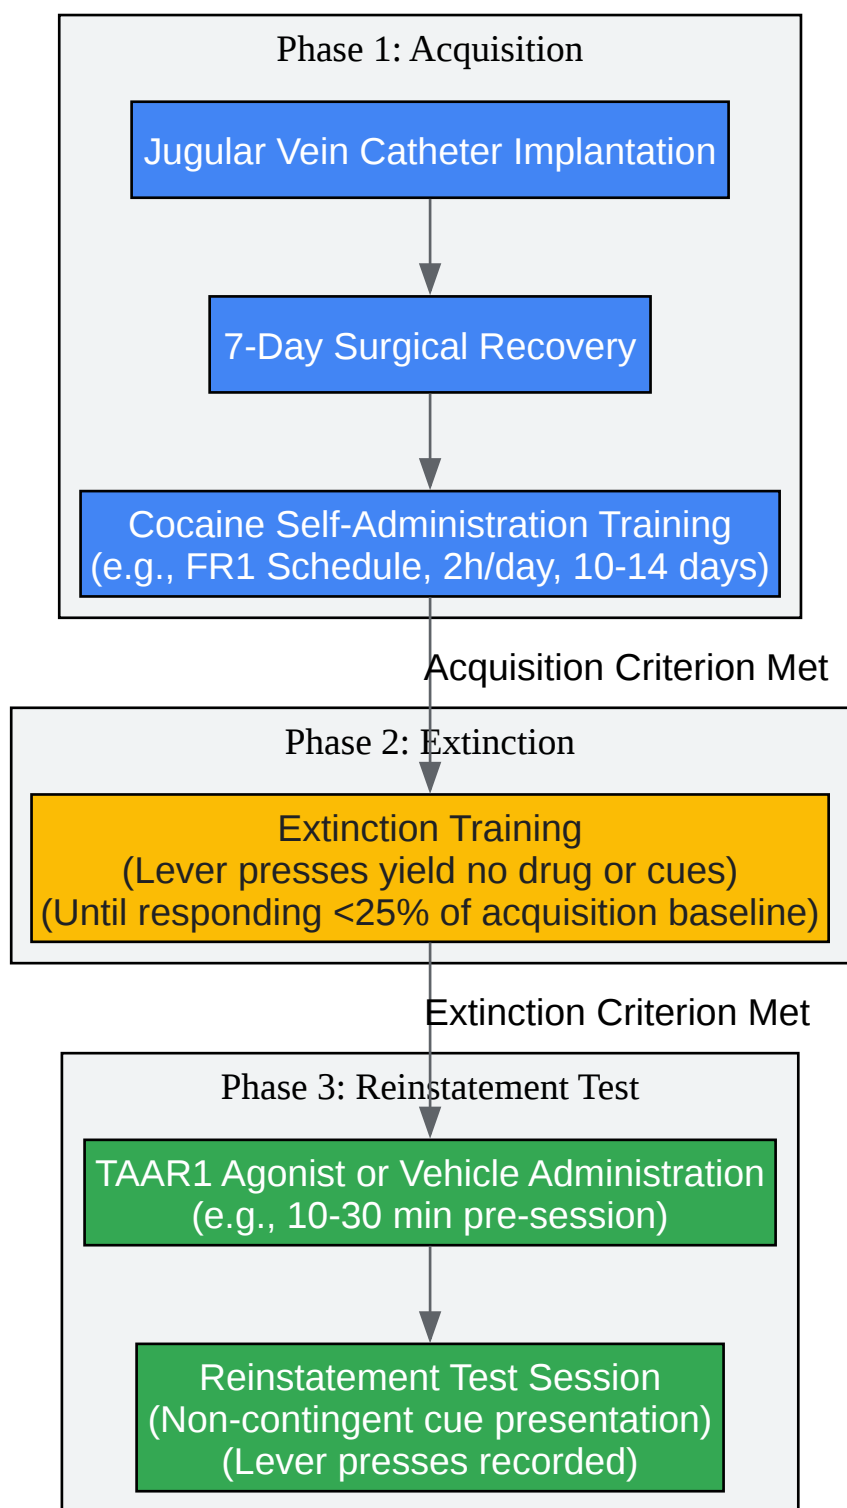 Phase 1: Acquisition
Jugular Vein Catheter Implantation
7-Day Surgical Recovery
Cocaine Self-Administration Training
(e.g., FR1 Schedule, 2h/day, 10-14 days)
Acquisition Criterion Met
Phase 2: Extinction
Extinction Training
(Lever presses yield no drug or cues)
(Until responding <25% of acquisition baseline)
Extinction Criterion Met
Phase 3: Reinstatement Test
TAAR1 Agonist or Vehicle Administration
(e.g., 10-30 min pre-session)
Reinstatement Test Session
(Non-contingent cue presentation)
(Lever presses recorded)